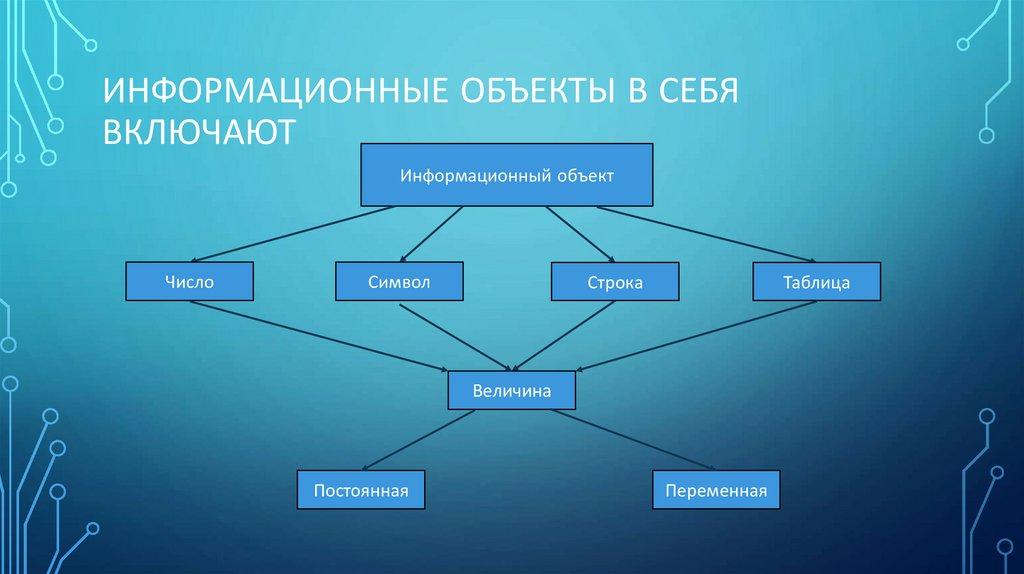 ИНФОРМАЦИОННЫЕ ОБЪЕКТЫ В СЕБЯ
ВКЛЮЧАЮТ
Информационный объект
Число
Символ
Строка
Таблица
Величина
Постоянная
Переменная